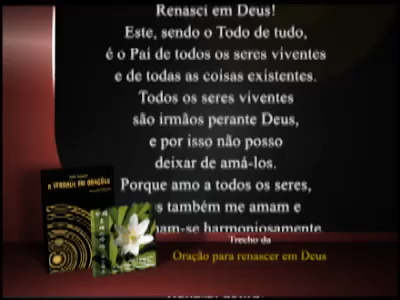 Renasci em Deus!
Este, sendo o Todo de tudo,
é o Pai de todos os seres viventes
e de todas as coisas existentes.
Todos os seres viventes
são irmãos perante Deus,
e por isso não posso
deixar de amá-los.
Porque amo a todos os seres,
também me amam e
harmoniosamente
Trecho da
Oração para renascer em Deus
A VERDADE EM ORAÇÕES